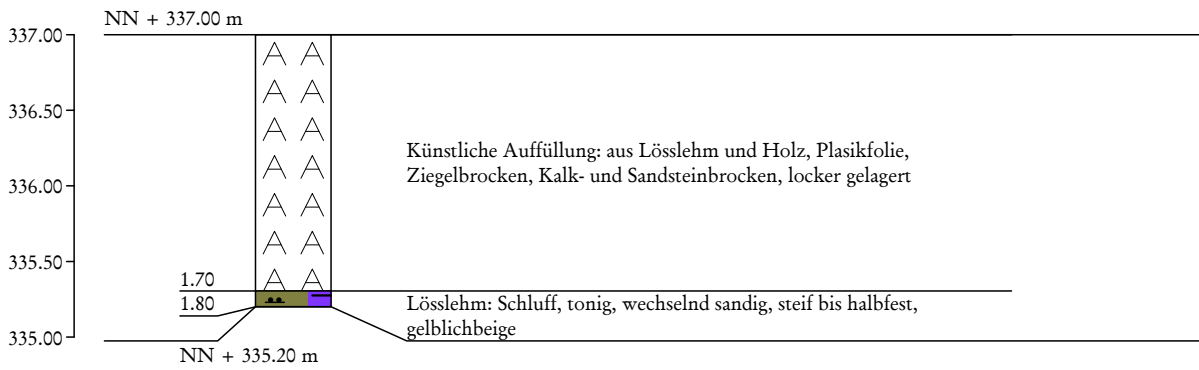 NN + 337.00 m
337.00
336.50
336.00
335.50
335.00
Künstliche Auffüllung: aus Lösslehm und Holz, Plasikfolie,
Ziegelbrocken, Kalk- und Sandsteinbrocken, locker gelagert
1.70
1.80
Lösslehm: Schluff, tonig, wechselnd sandig, steif bis halbfest,
gelblichbeige
NN + 335.20 m